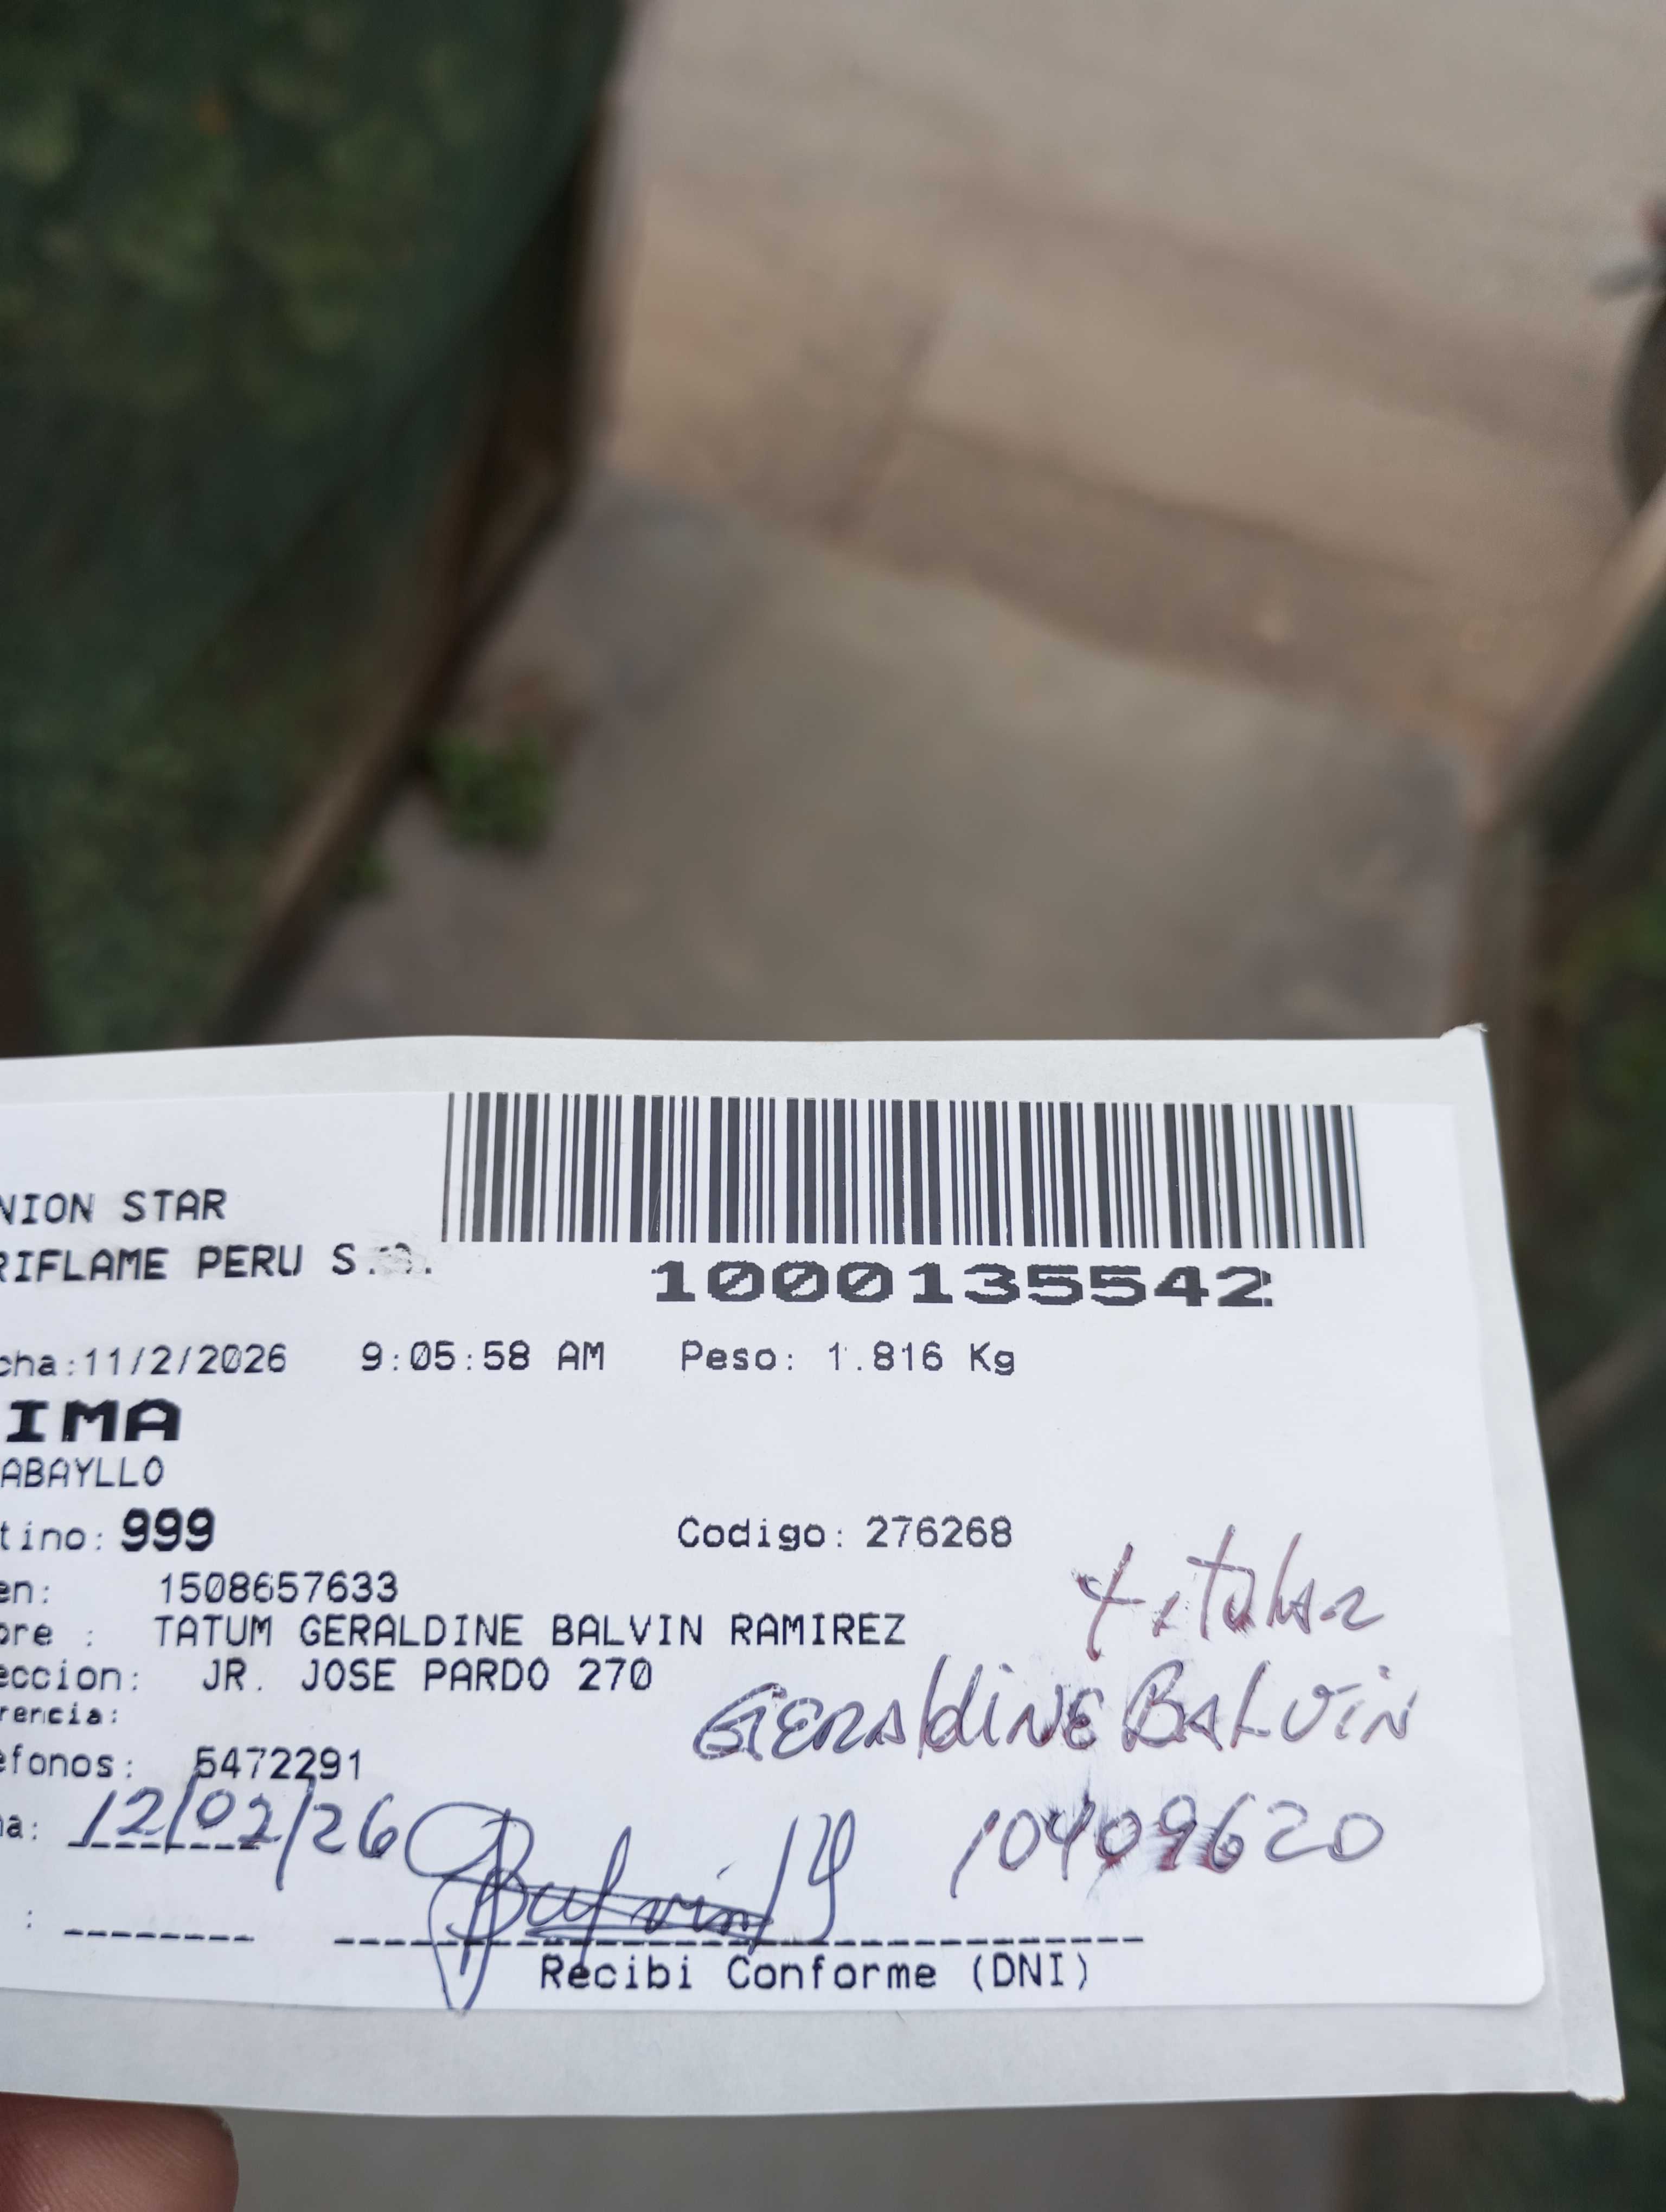 NION STAR
RIFLAME PERU S.
1000135542
cha:11/2/2026 9:05:58 AM Peso: 1.816 Kg
IMA
ABAYLLO
tino: 999 Codigo: 276268
en: 1508657633
titular
bre : TATUM GERALDINE BALVIN RAMIREZ
eccion: JR. JOSE PARDO 270
GERAldiNE BALViN
rencia:
efonos: 5472291
a: 12/02/26
10409620
Balvin
: 
Recibi Conforme (DNI)